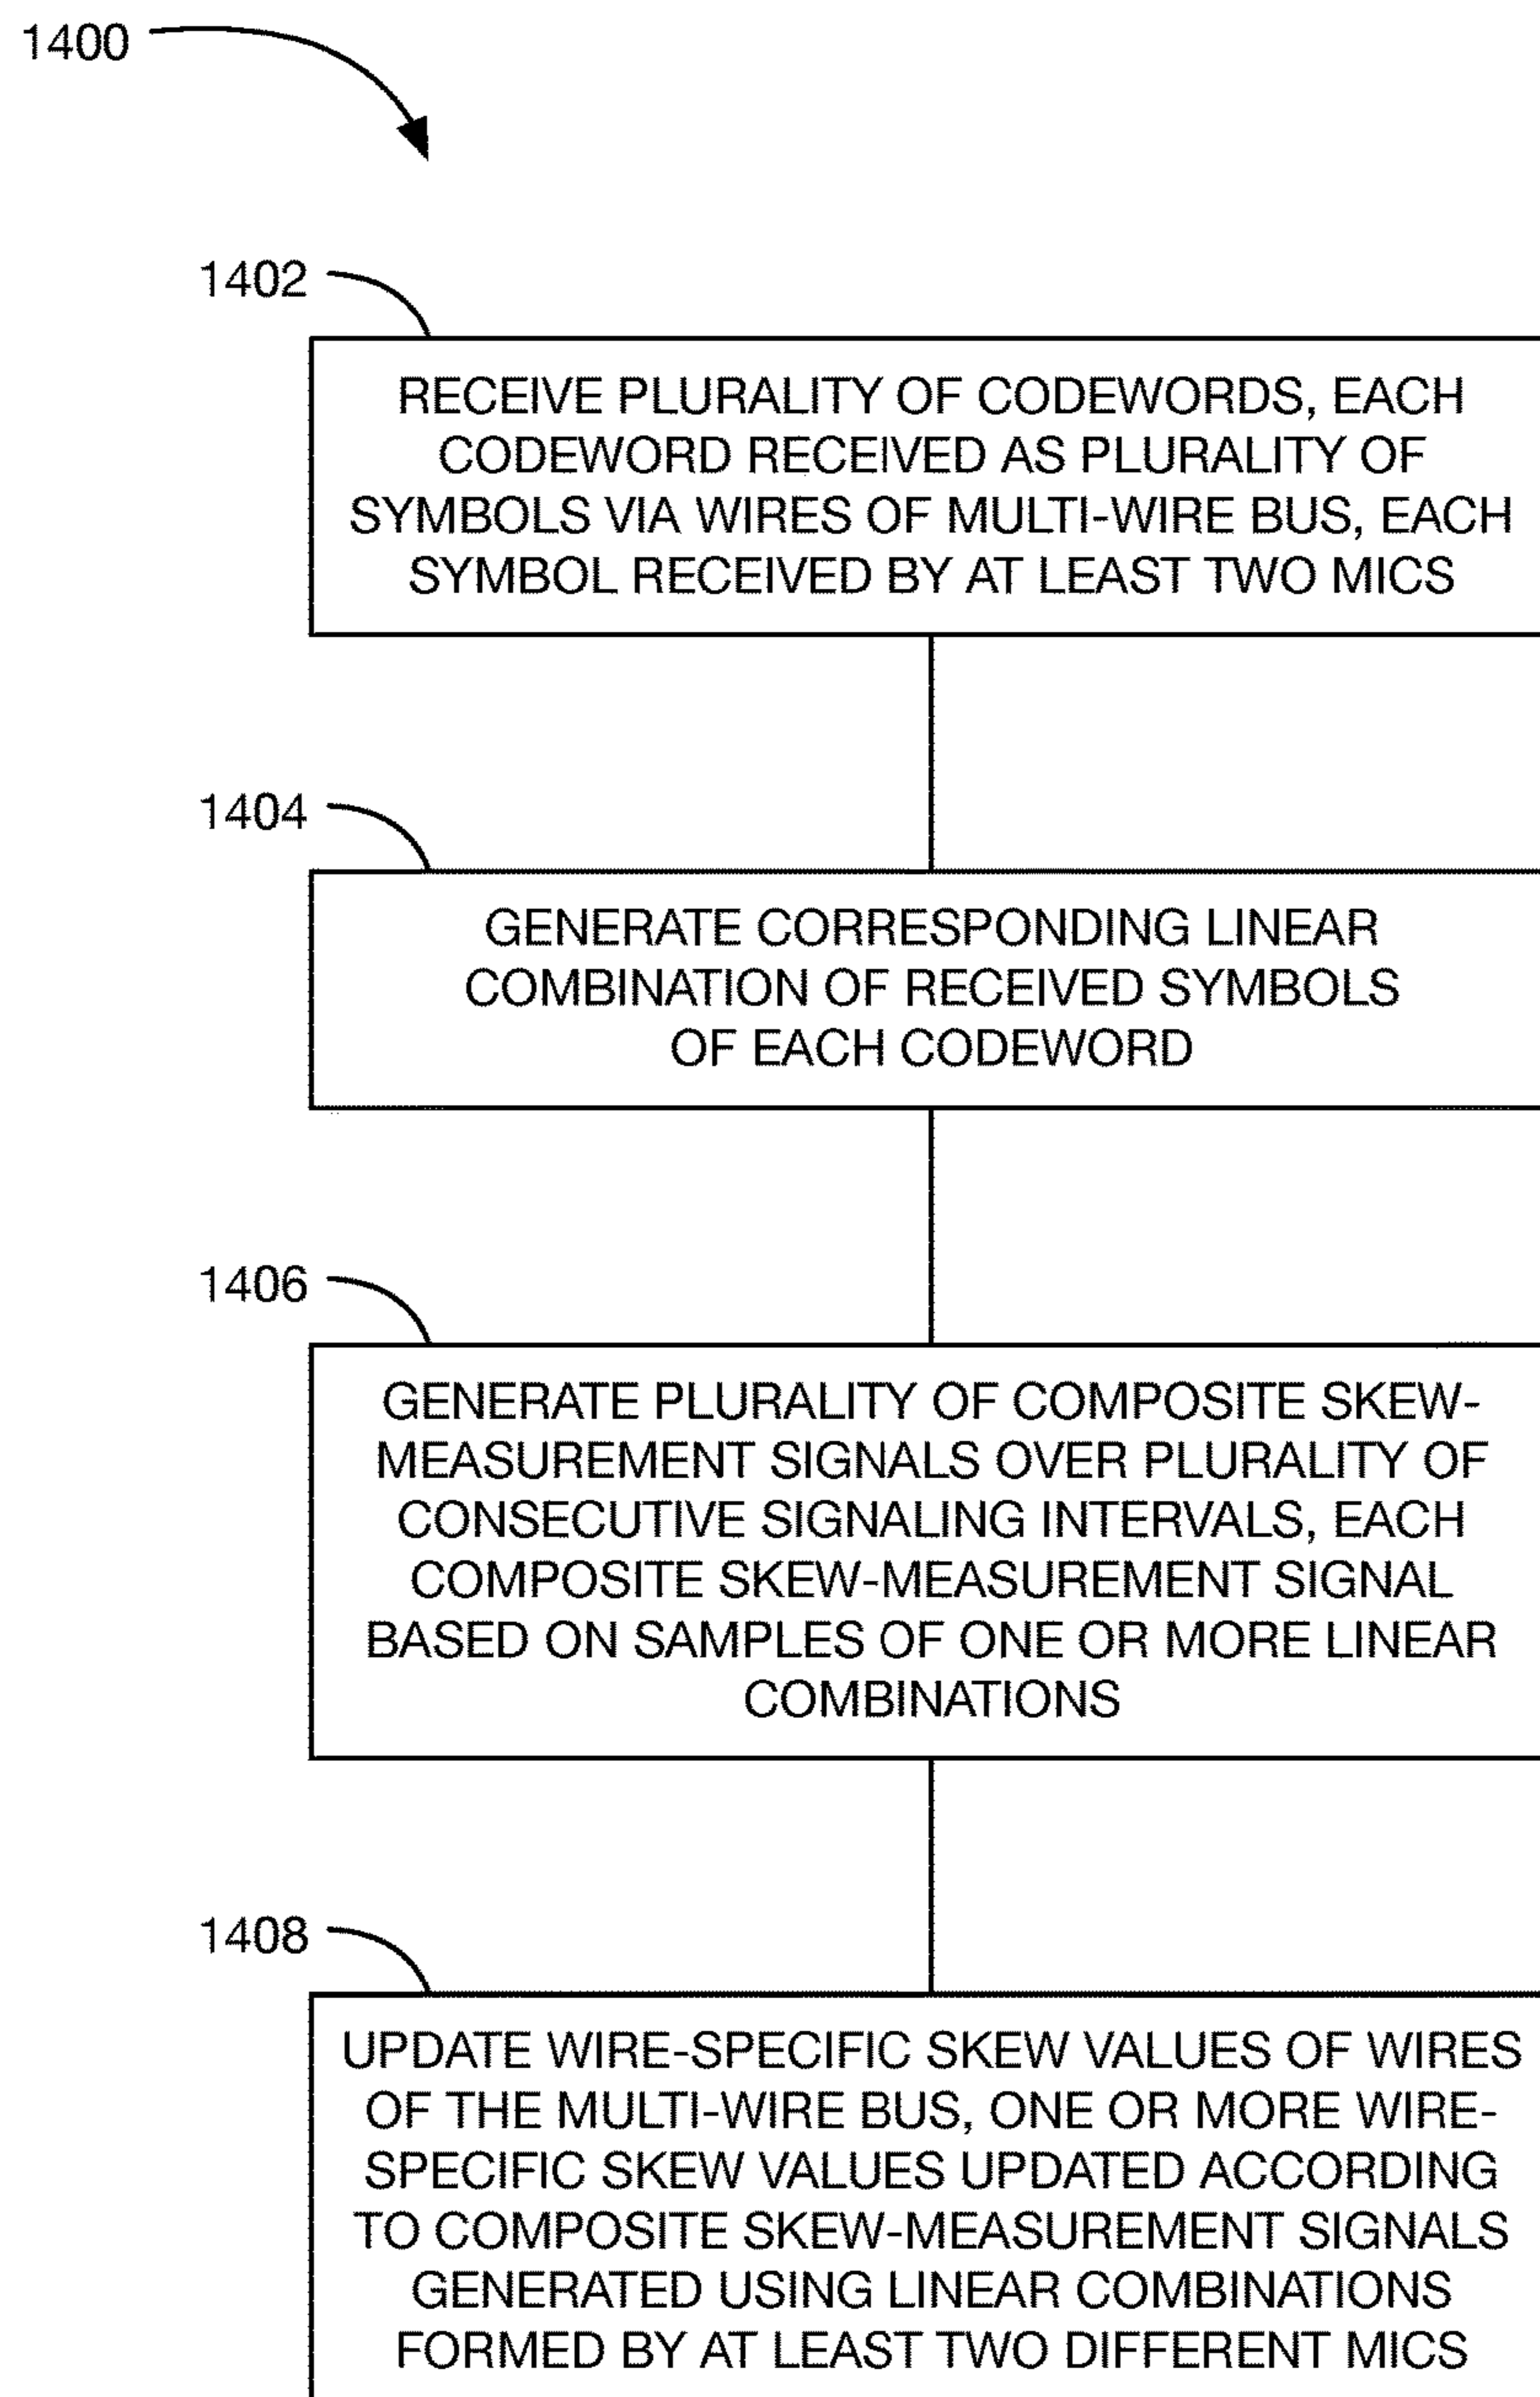 1400
1402
RECEIVE PLURALITY OF CODEWORDS, EACH
CODEWORD RECEIVED AS PLURALITY OF
SYMBOLS VIA WIRES OF MULTI-WIRE BUS, EACH
SYMBOL RECEIVED BY AT LEAST TWO MICS
1404
GENERATE CORRESPONDING LINEAR
COMBINATION OF RECEIVED SYMBOLS
OF EACH CODEWORD
1406
GENERATE PLURALITY OF COMPOSITE SKEW-
MEASUREMENT SIGNALS OVER PLURALITY OF
CONSECUTIVE SIGNALING INTERVALS, EACH
COMPOSITE SKEW-MEASUREMENT SIGNAL
BASED ON SAMPLES OF ONE OR MORE LINEAR
COMBINATIONS
1408
UPDATE WIRE-SPECIFIC SKEW VALUES OF WIRES
OF THE MULTI-WIRE BUS, ONE OR MORE WIRE-
SPECIFIC SKEW VALUES UPDATED ACCORDING
TO COMPOSITE SKEW-MEASUREMENT SIGNALS
GENERATED USING LINEAR COMBINATIONS
FORMED BY AT LEAST TWO DIFFERENT MICS